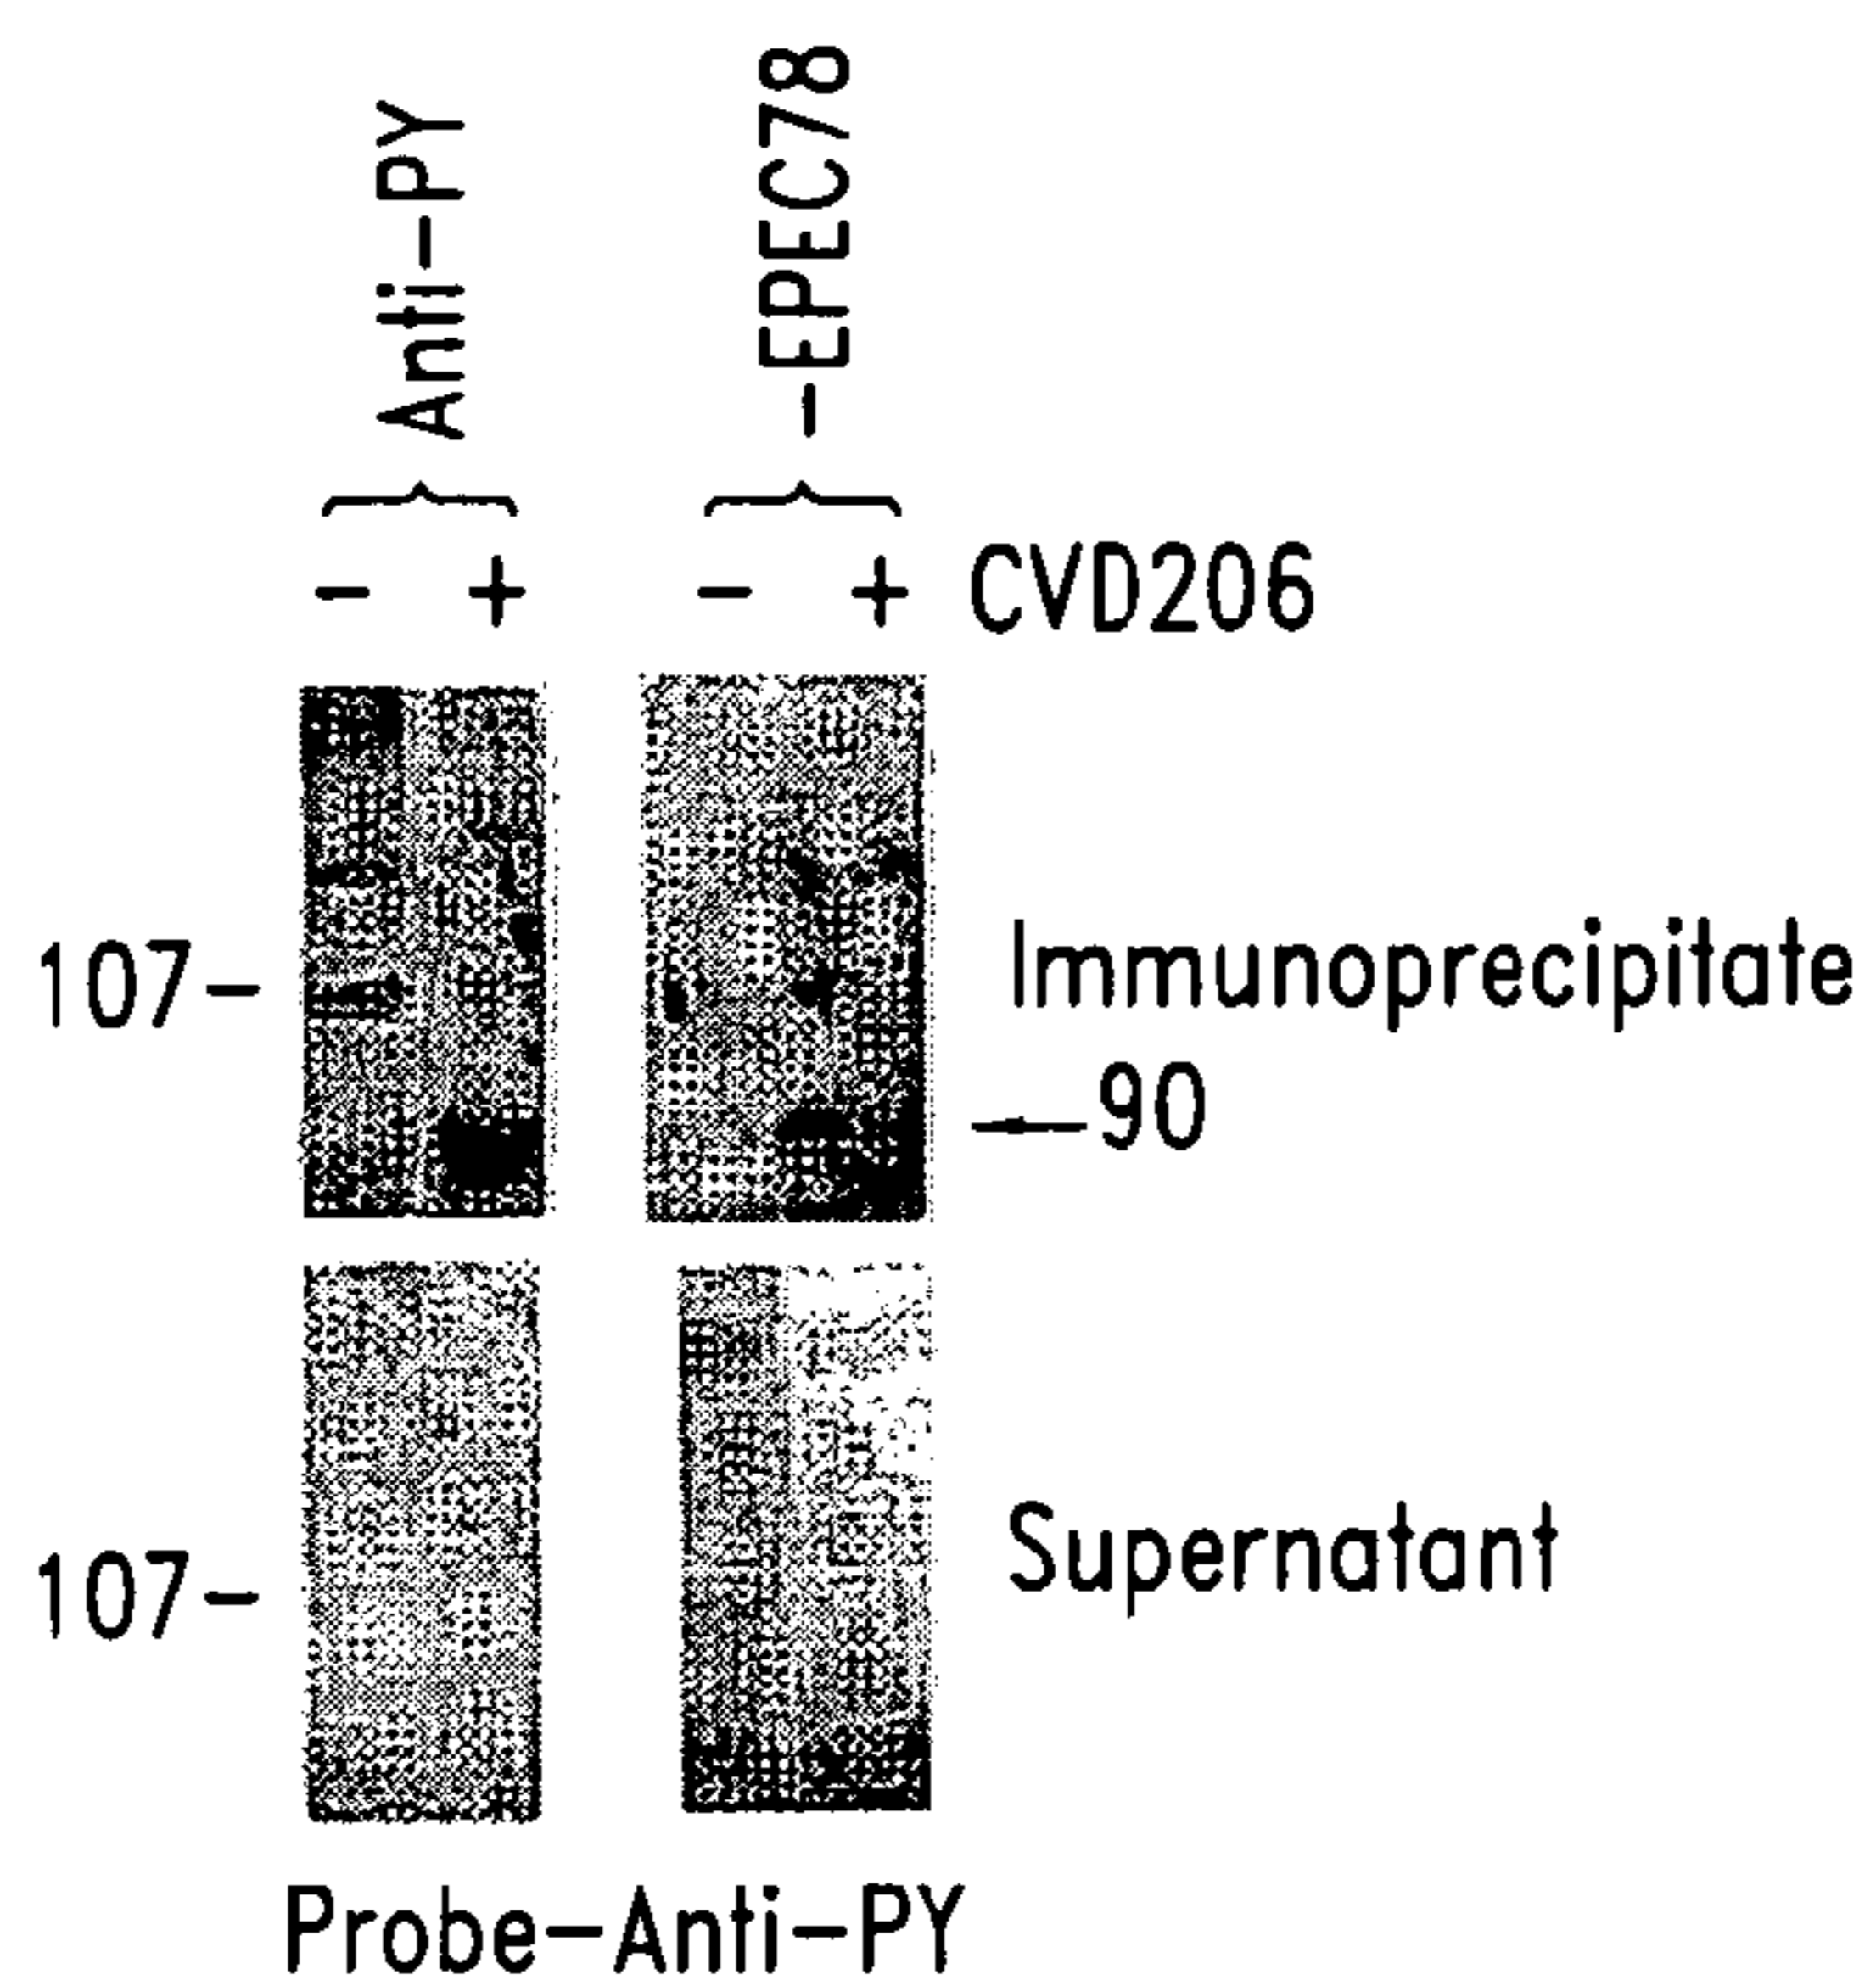 Anti-PY
-EPEC78
- + - + CVD206
107-
Immunoprecipitate
90
107-
Supernatant
Probe-Anti-PY